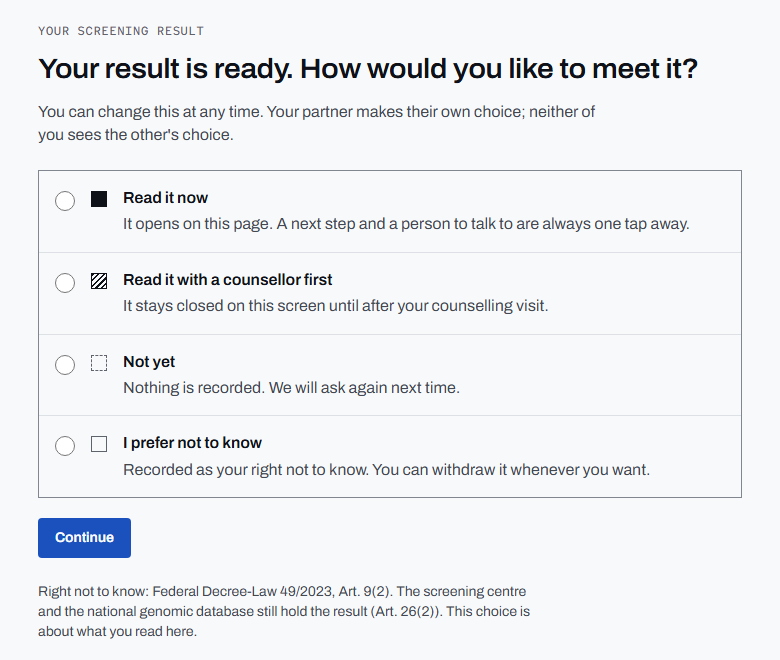 YOUR SCREENING RESULT
Your result is ready. How would you like to meet it?
You can change this at any time. Your partner makes their own choice; neither of
you sees the other's choice.
Read it now
It opens on this page. A next step and a person to talk to are always one tap away.
Read it with a counsellor first
It stays closed on this screen until after your counselling visit.
Not yet
Nothing is recorded. We will ask again next time.
I prefer not to know
Recorded as your right not to know. You can withdraw it whenever you want.
Continue
Right not to know: Federal Decree-Law 49/2023, Art. 9(2). The screening centre
and the national genomic database still hold the result (Art. 26(2)). This choice is
about what you read here.